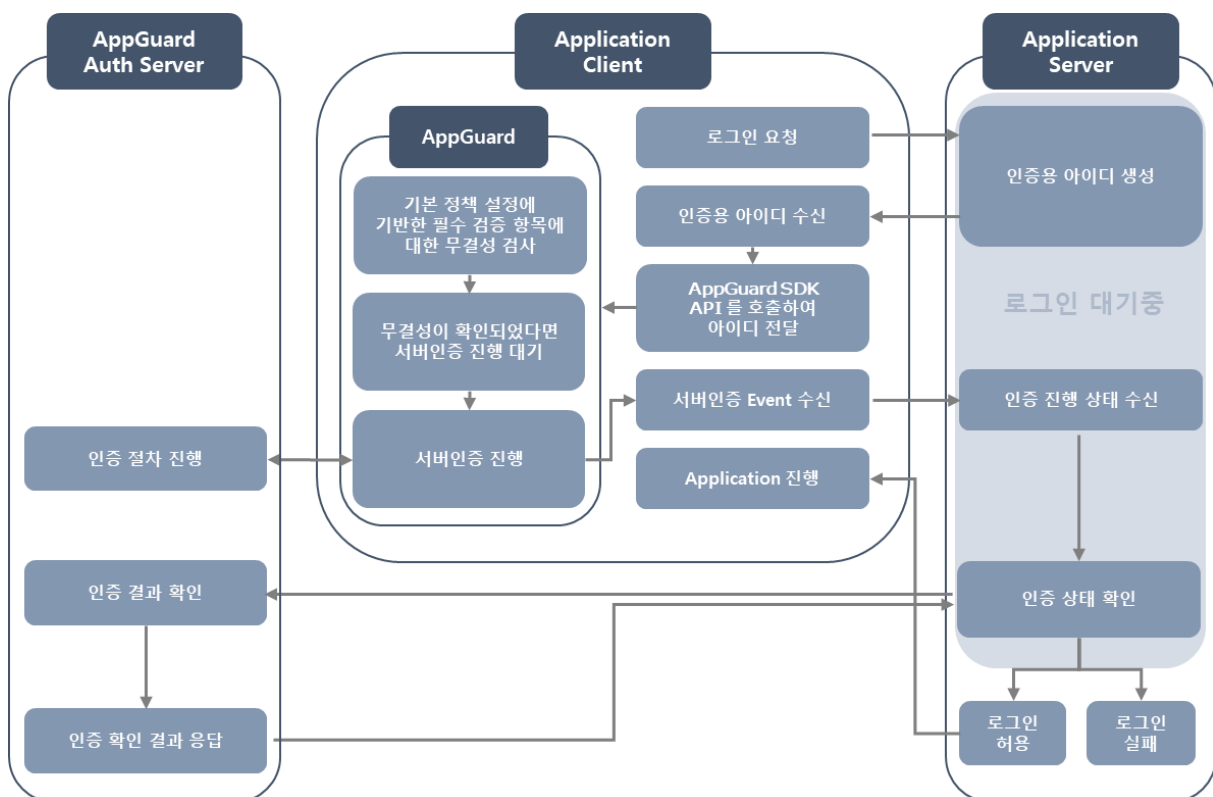 AppGuard
Auth Server
Application
Client
Application
Server
AppGuard
로그인 요청
인증용 아이디 생성
기본 정책 설정에
기반한 필수 검증 항목에
대한 무결성 검사
인증용 아이디 수신
AppGuard SDK
API 를 호출하여
아이디 전달
로그인 대기중
무결성이 확인되었다면
서버인증 진행 대기
서버인증 Event 수신
인증 진행 상태 수신
인증 절차 진행
서버인증 진행
Application 진행
인증 결과 확인
인증 상태 확인
인증 확인 결과 응답
로그인
허용
로그인
실패